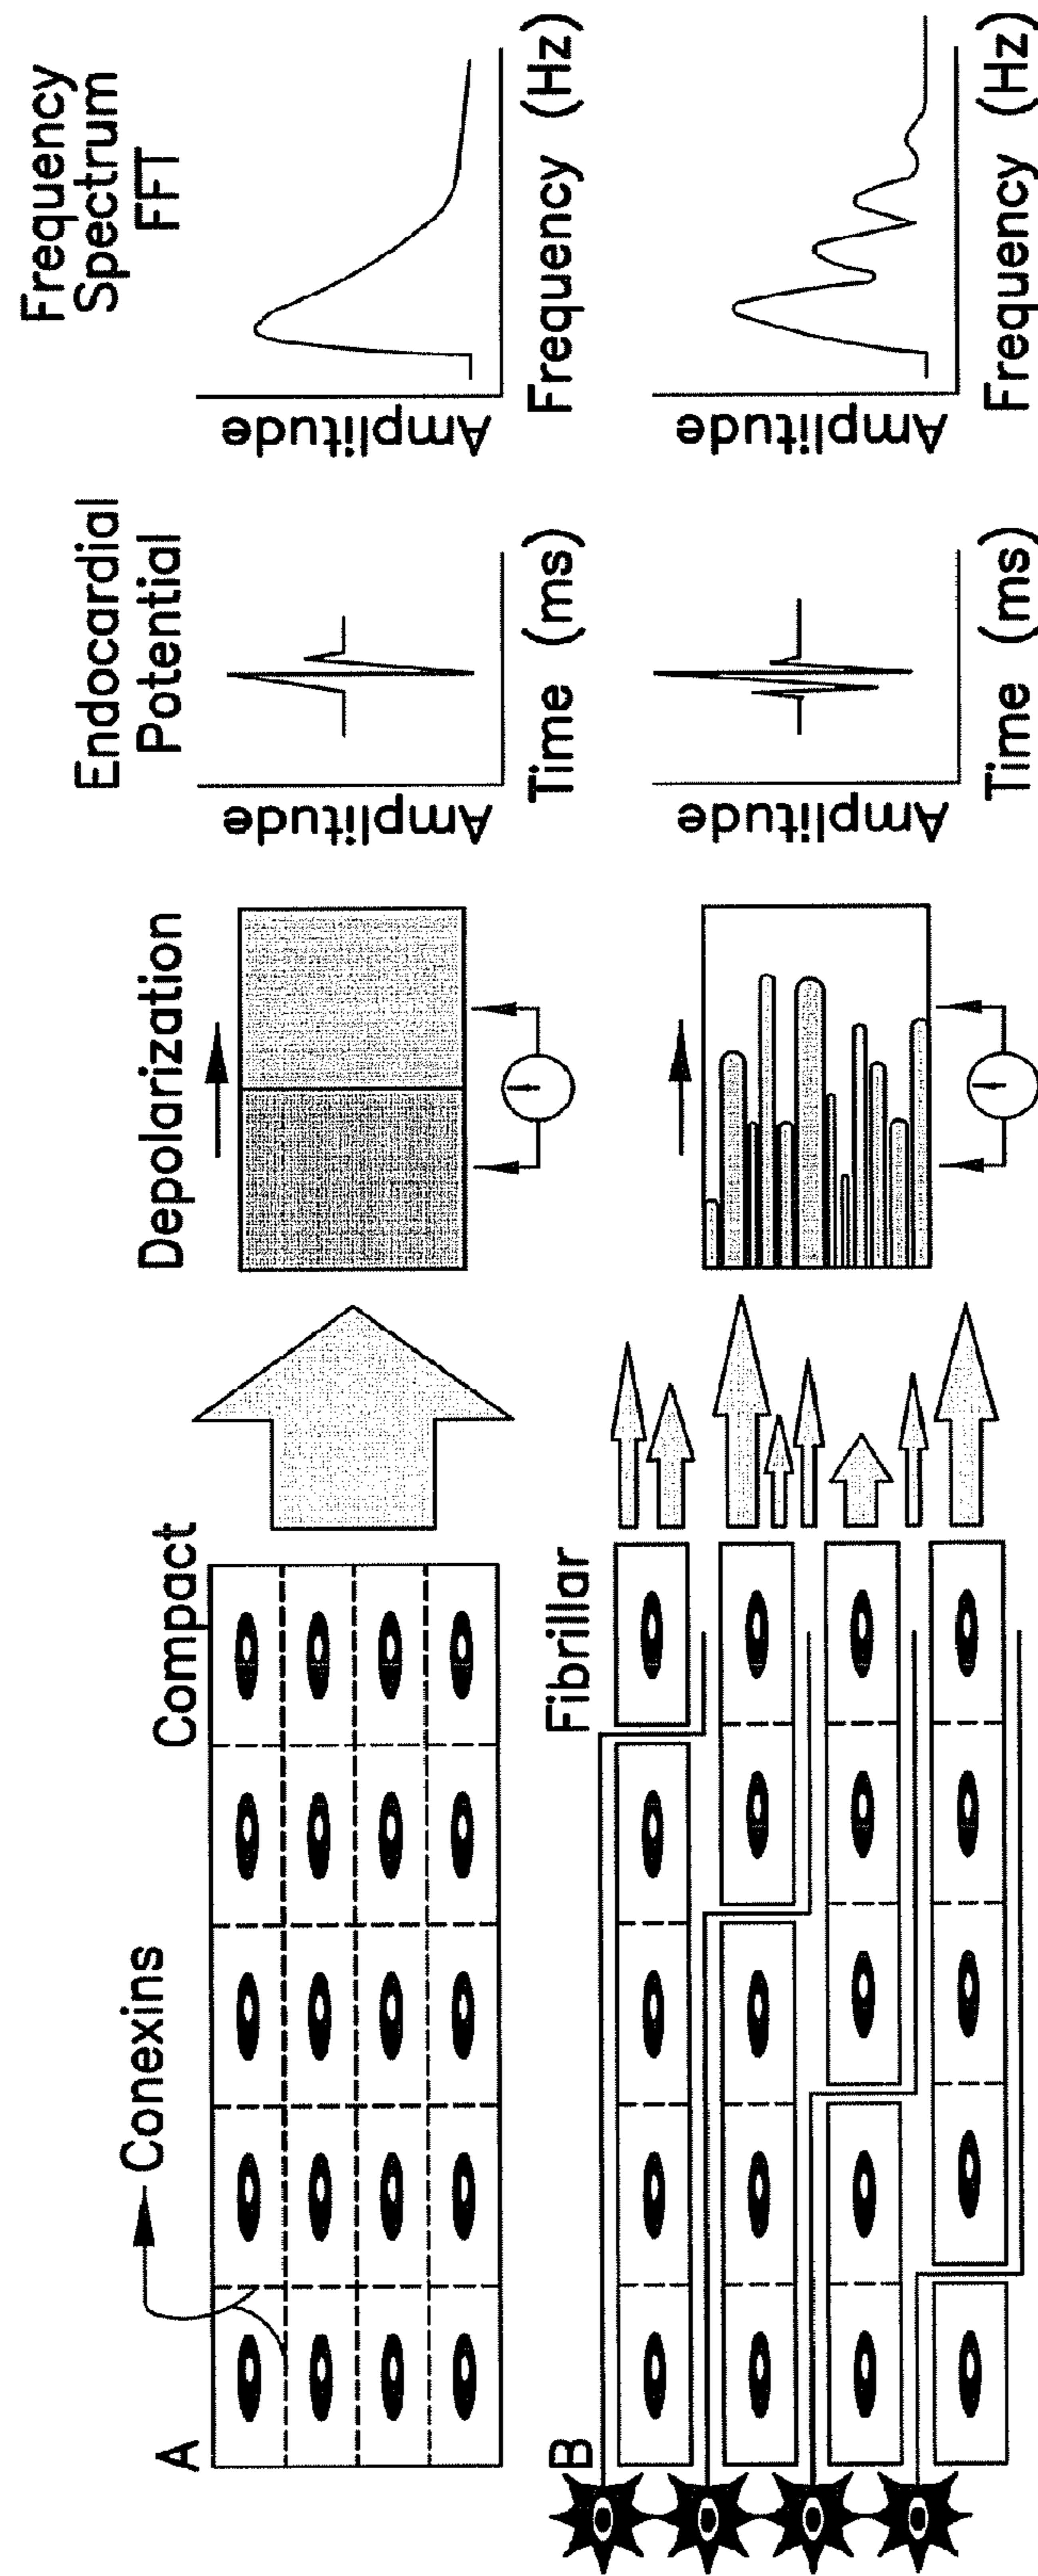 A
Conexins
Compact
Depolarization
Endocardial
Potential
Frequency
Spectrum
FFT
Amplitude
Time (ms)
Amplitude
Frequency (Hz)
B
Fibrillar
Amplitude
Time (ms)
Amplitude
Frequency (Hz)